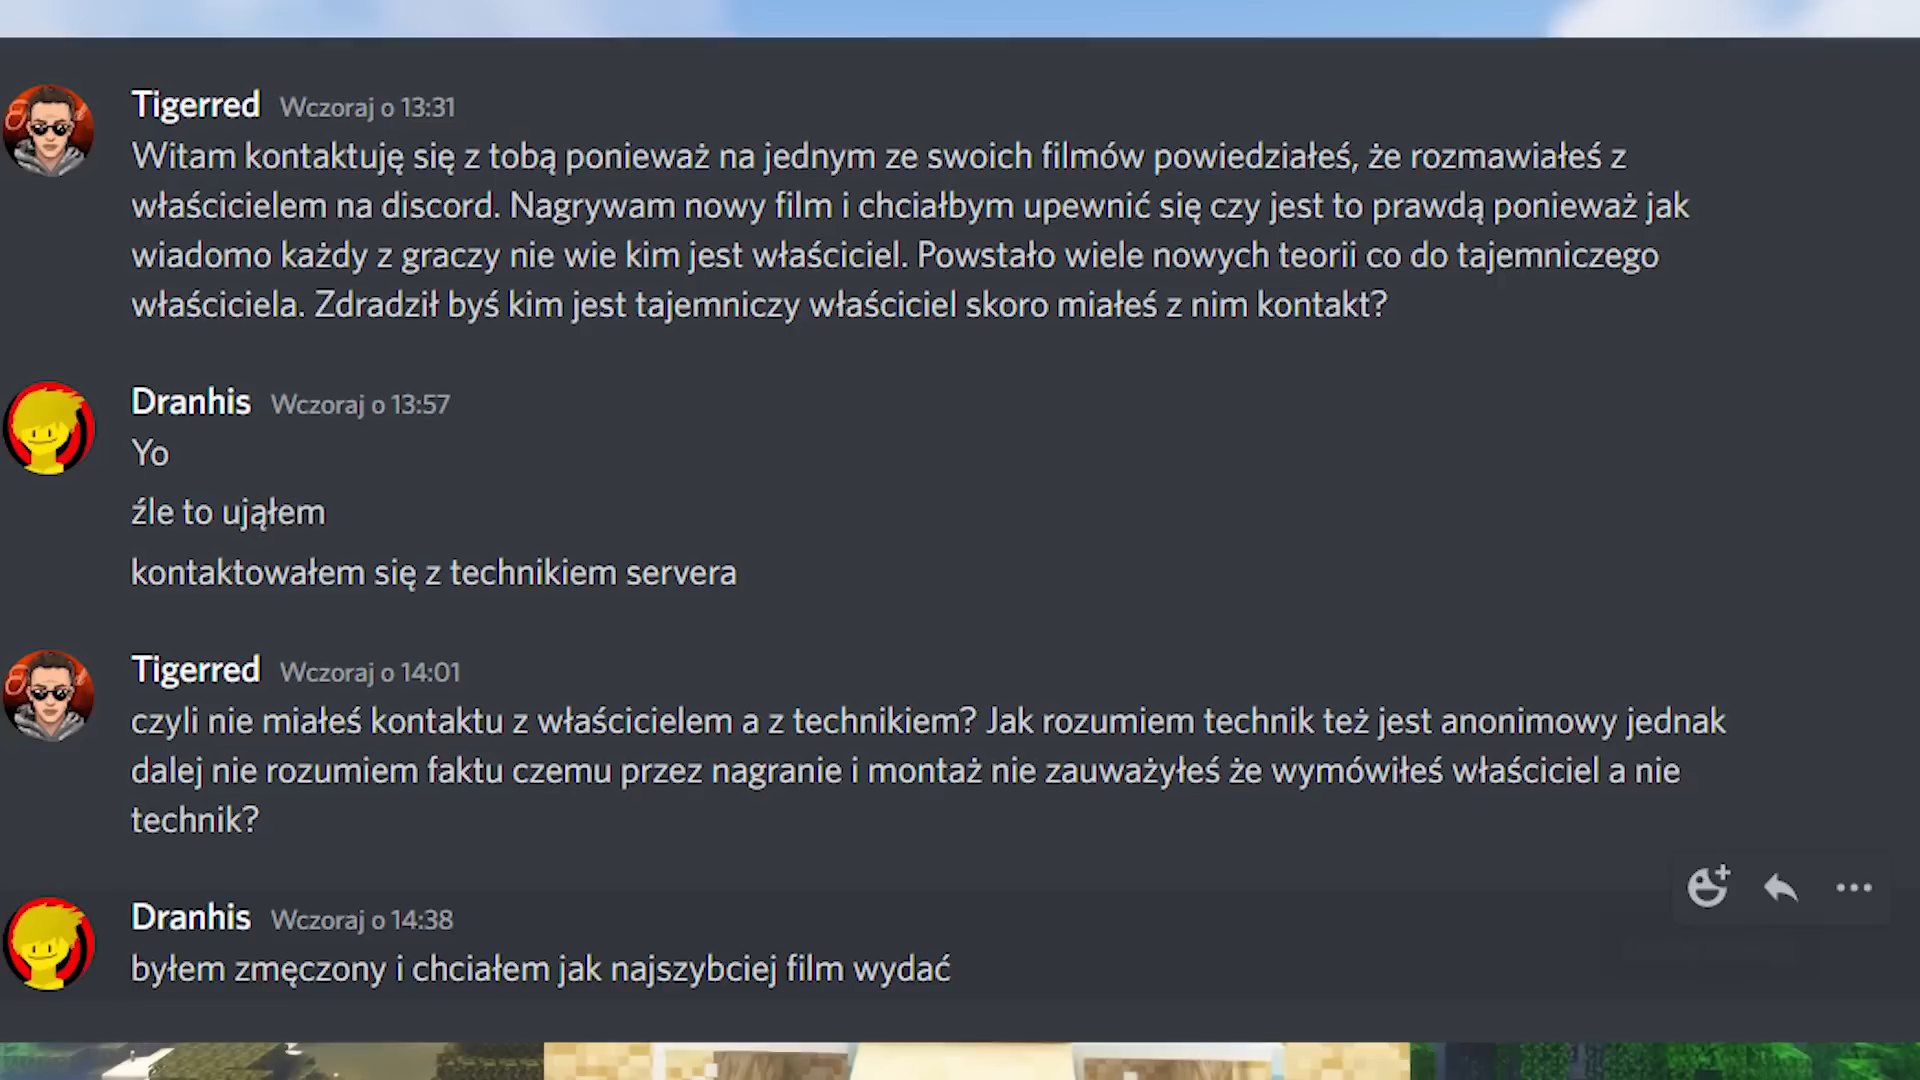 Tigerred Wczoraj o 13:31
Witam kontaktuję się z tobą ponieważ na jednym ze swoich filmów powiedziałeś, że rozmawiałeś z
właścicielem na discord. Nagrywam nowy film i chciałbym upewnić się czy jest to prawdą ponieważ jak
wiadomo każdy z graczy nie wie kim jest właściciel. Powstało wiele nowych teorii co do tajemniczego
właściciela. Zdradził byś kim jest tajemniczy właściciel skoro miałeś z nim kontakt?
Dranhis Wczoraj o 13:57
Yo
źle to ująłem
kontaktowałem się z technikiem servera
Tigerred Wczoraj o 14:01
czyli nie miałeś kontaktu z właścicielem a z technikiem? Jak rozumiem technik też jest anonimowy jednak
dalej nie rozumiem faktu czemu przez nagranie i montaż nie zauważyłeś że wymówiłeś właściciel a nie
technik?
Dranhis Wczoraj o 14:38
byłem zmęczony i chciałem jak najszybciej film wydać